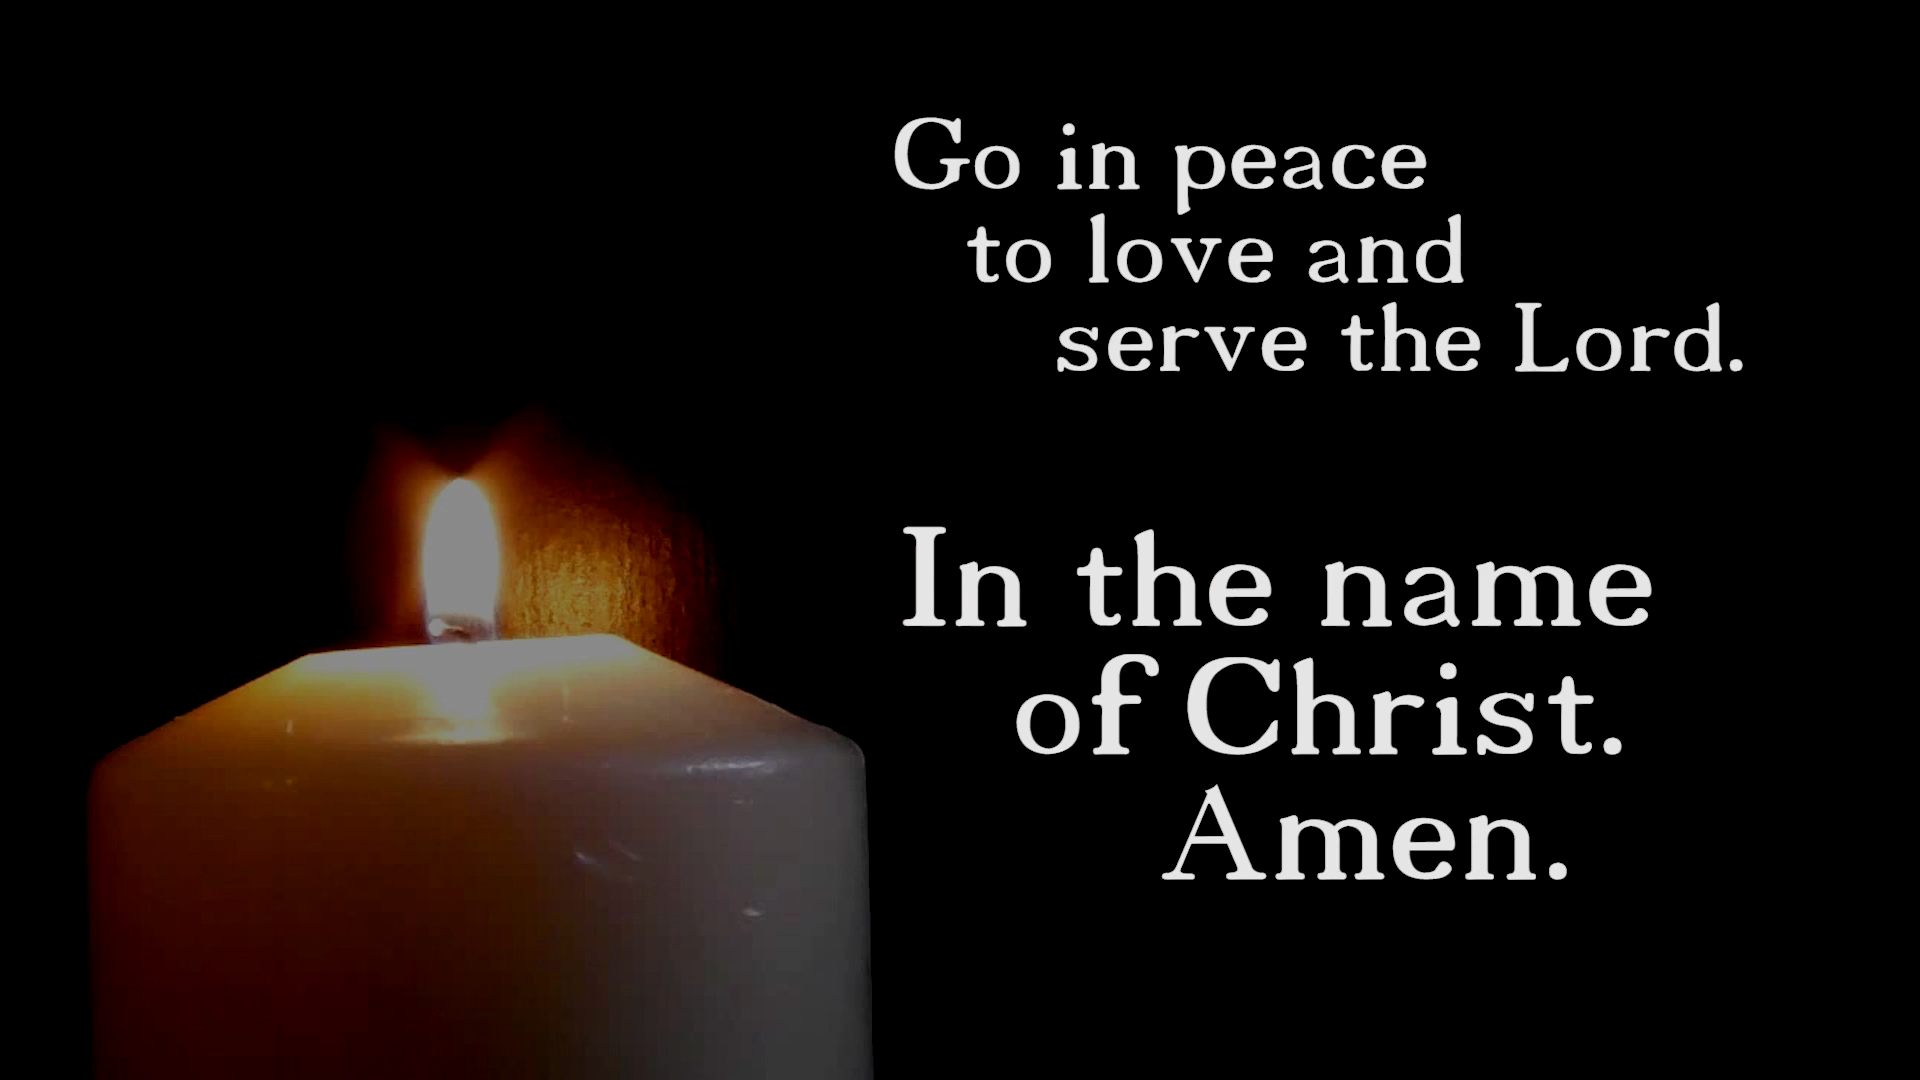 Go in peace
to love and
serve the Lord.
In the name
of Christ.
Amen.